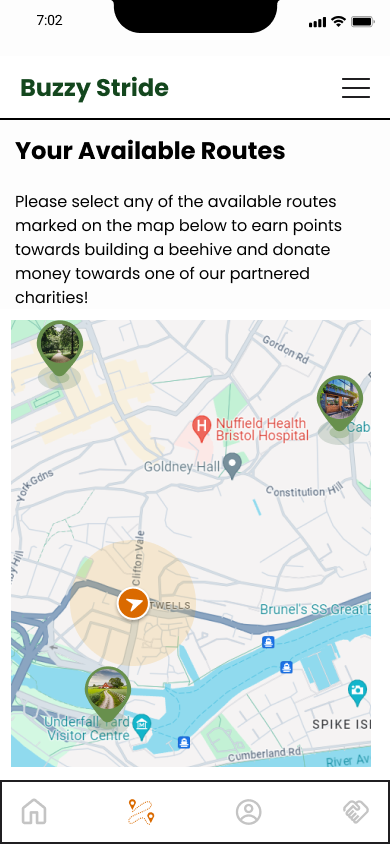 7:02
Buzzy Stride
Your Available Routes
Please select any of the available routes
marked on the map below to earn points
towards building a beehive and donate
money towards one of our partnered
charities!
Gordon Rd
Nuffield Health
Bristol Hospital
Cab
Goldney Hall
York Gdns
Constitution Hill
Clifton Vale
TWELLS
Brunel's SS Great B
Underfall Yard
Visitor Centre
SPIKE ISL
Cumberland Rd
River Av